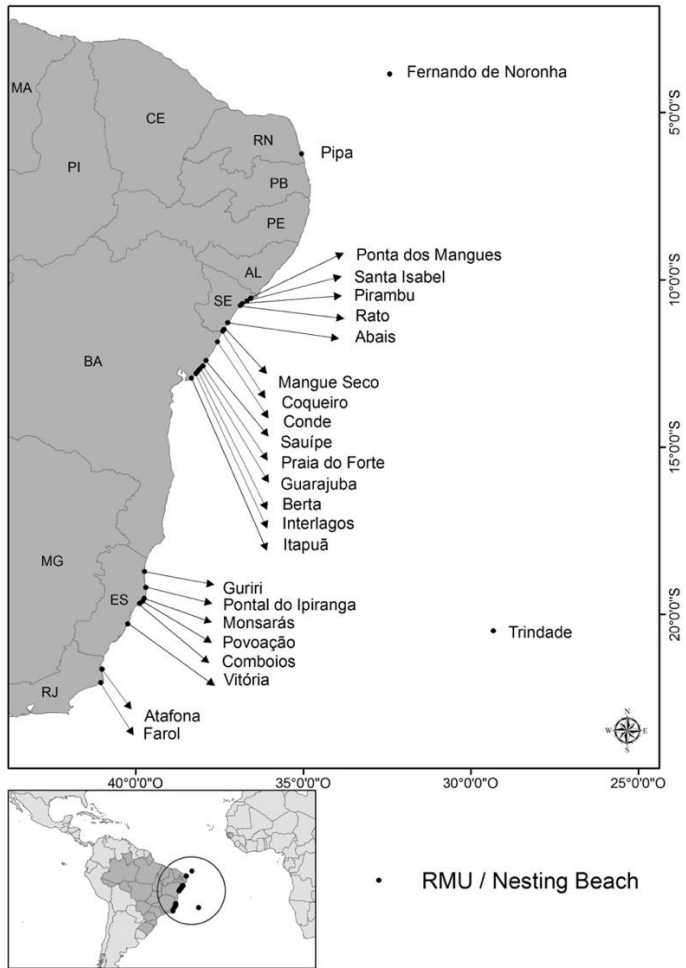 Fernando de Noronha
MA
CE
RN
Pipa
PI
PB
PE
AL
SE
BA
Ponta dos Mangues
Santa Isabel
Pirambu
Rato
Abais
Mangue Seco
Coqueiro
Conde
Sauípe
Praia do Forte
Guarajuba
Berta
Interlagos
Itapuã
MG
ES
Guriri
Pontal do Ipiranga
Monsarás
Povoação
Comboios
Vitória
Trindade
RJ
Atafona
Farol
N
W
E
S
5°0'0"S
10°0'0"S
15°0'0"S
20°0'0"S
40°0'0"O
35°0'0"O
30°0'0"O
25°0'0"O
RMU / Nesting Beach